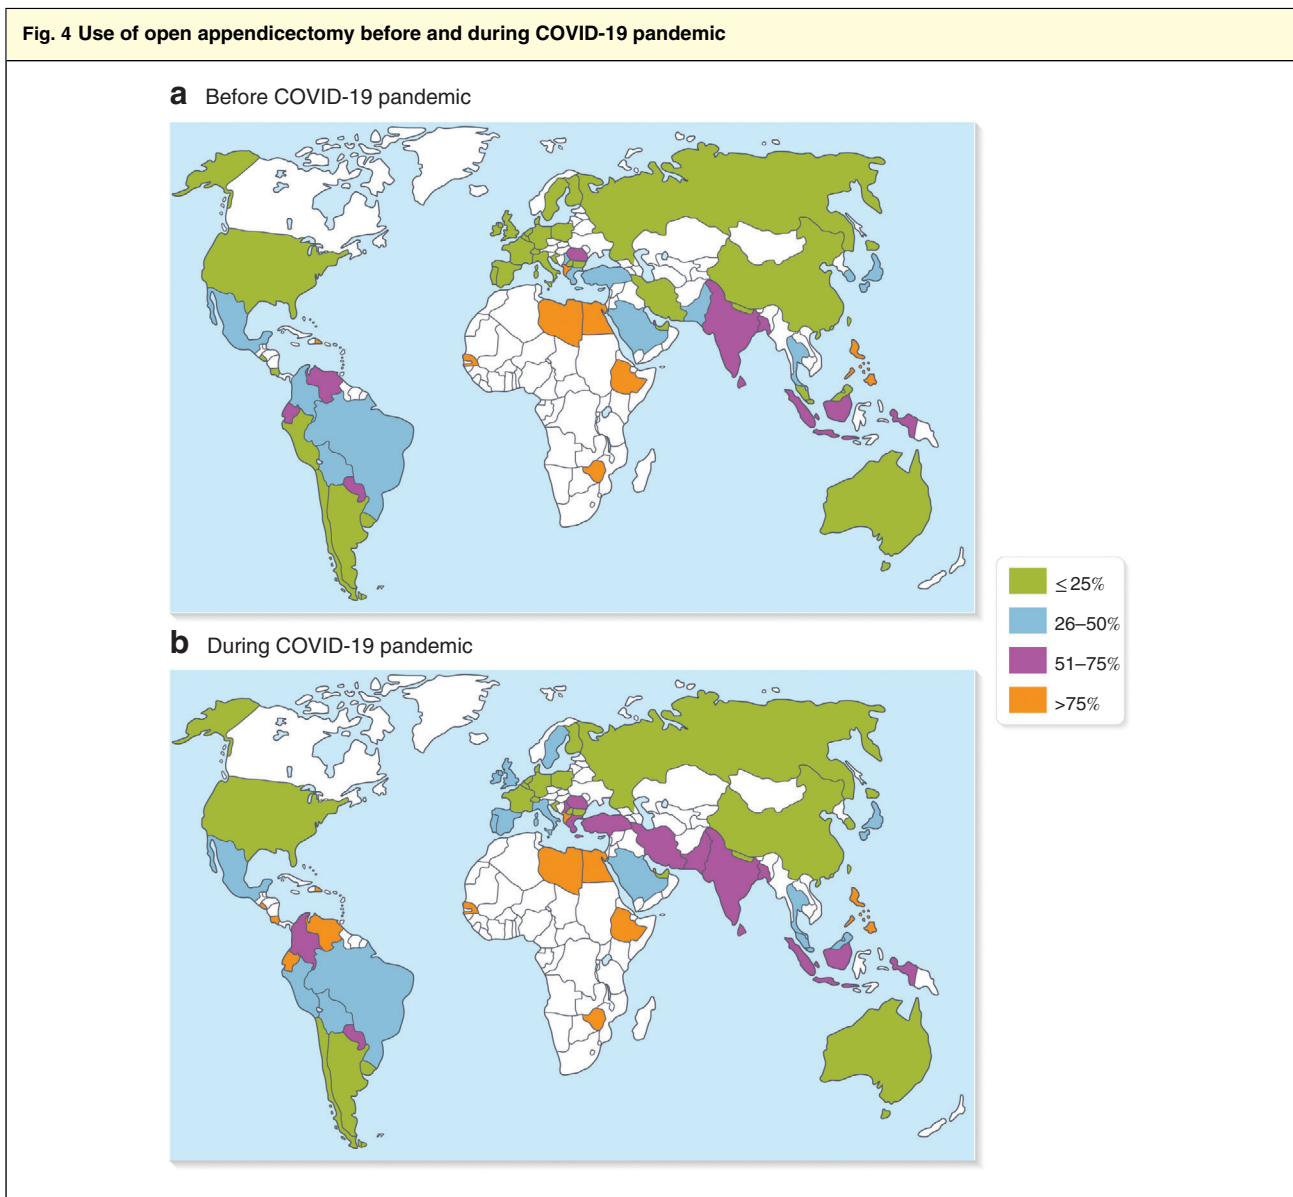 Fig. 4 Use of open appendicectomy before and during COVID-19 pandemic
a Before COVID-19 pandemic
≤25%
26–50%
51–75%
>75%
b During COVID-19 pandemic